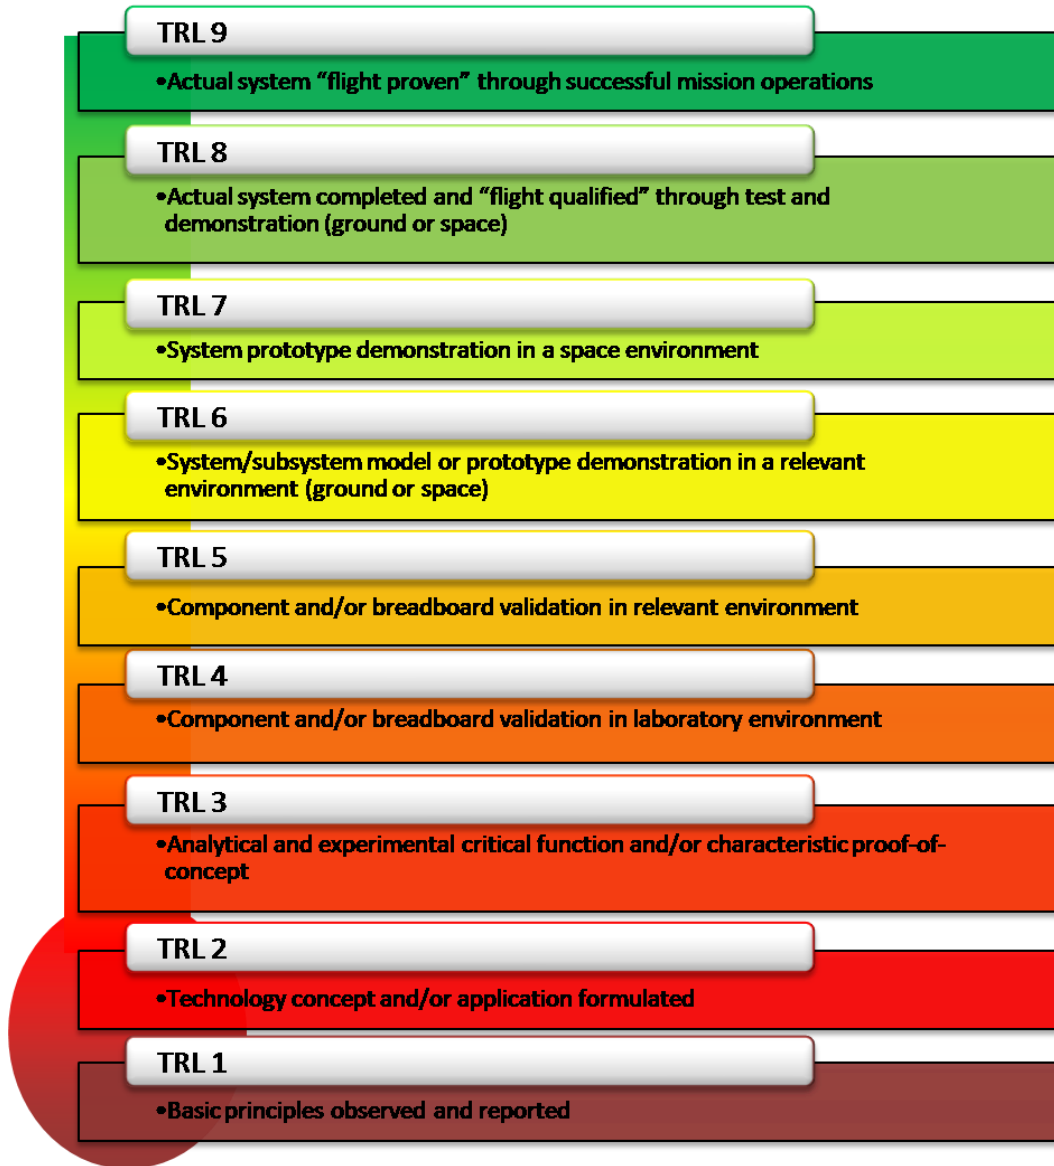 TRL 9
•Actual system “flight proven” through successful mission operations
TRL 8
•Actual system completed and “flight qualified” through test and
demonstration (ground or space)
TRL 7
•System prototype demonstration in a space environment
TRL 6
•System/subsystem model or prototype demonstration in a relevant
environment (ground or space)
TRL 5
•Component and/or breadboard validation in relevant environment
TRL 4
•Component and/or breadboard validation in laboratory environment
TRL 3
•Analytical and experimental critical function and/or characteristic proof-of-
concept
TRL 2
•Technology concept and/or application formulated
TRL 1
•Basic principles observed and reported